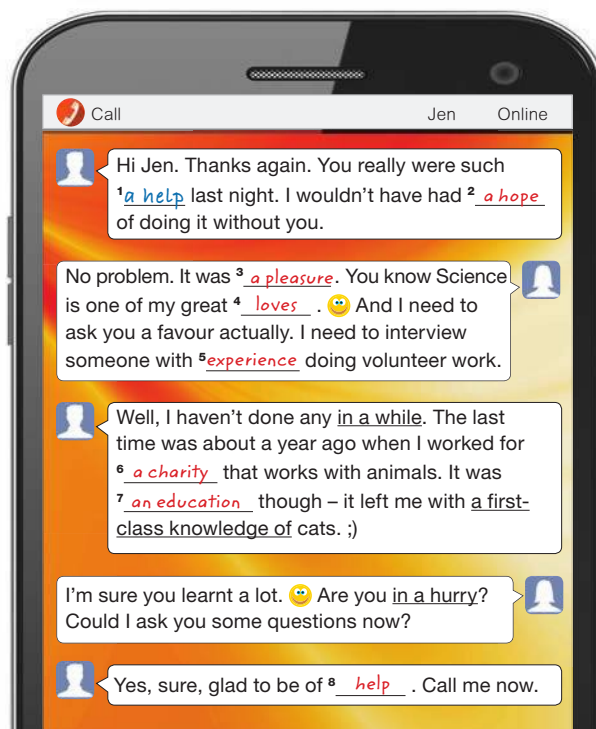 Call Jen Online
Hi Jen. Thanks again. You really were such
¹a help last night. I wouldn't have had ² a hope
of doing it without you.
No problem. It was ³ a pleasure. You know Science
is one of my great ⁴ loves . And I need to
ask you a favour actually. I need to interview
someone with ⁵experience doing volunteer work.
Well, I haven't done any in a while. The last
time was about a year ago when I worked for
⁶ a charity that works with animals. It was
⁷ an education though – it left me with a first-
class knowledge of cats. ;)
I'm sure you learnt a lot. Are you in a hurry?
Could I ask you some questions now?
Yes, sure, glad to be of ⁸ help . Call me now.